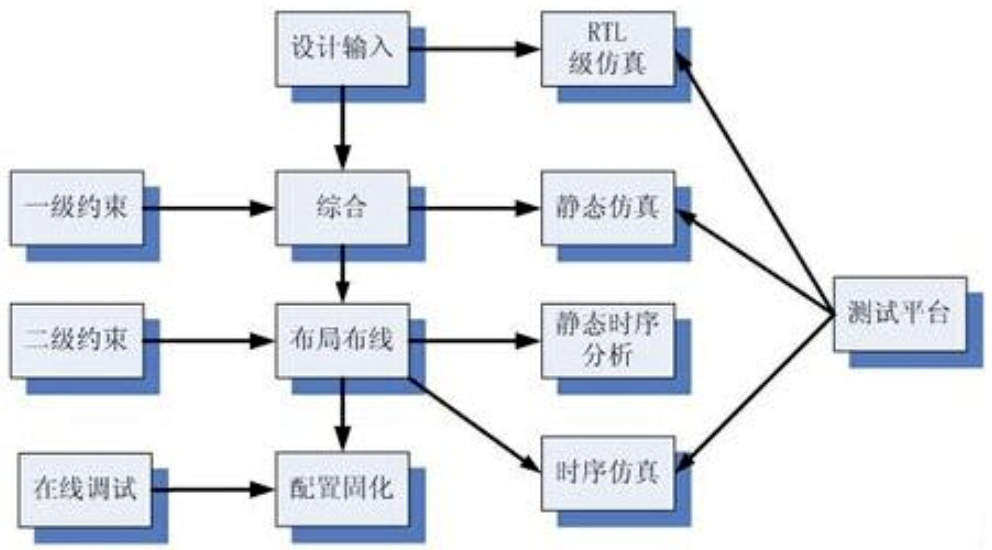 设计输入
RTL
级仿真
一级约束
综合
静态仿真
二级约束
布局布线
静态时序
分析
测试平台
在线调试
配置固化
时序仿真